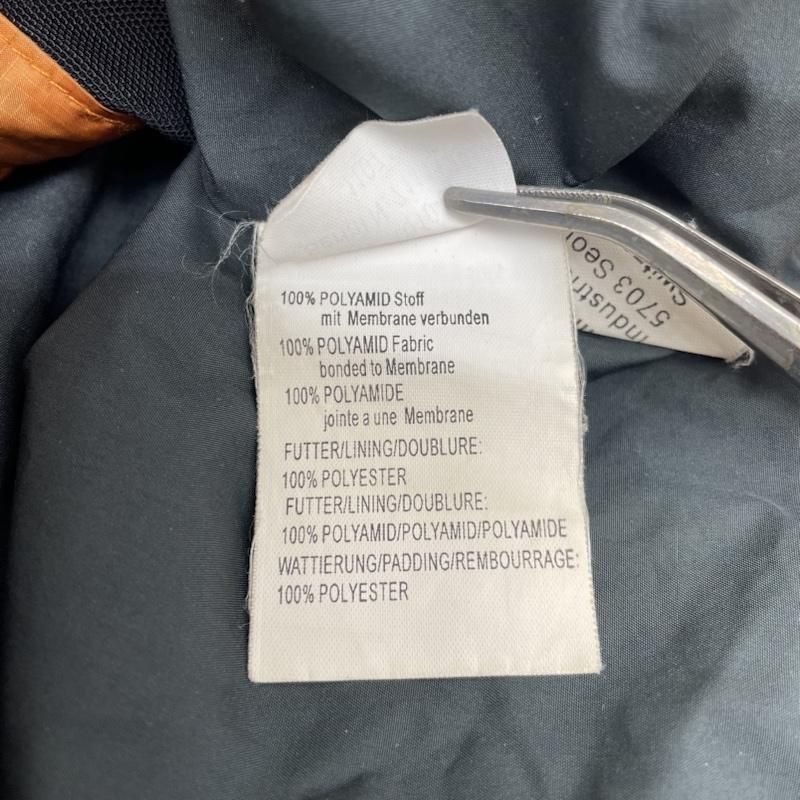 100% POLYAMID Stoff
mit Membrane verbunden
100% POLYAMID Fabric
bonded to Membrane
100% POLYAMIDE
jointe a une Membrane
FUTTER/LINING/DOUBLURE:
100% POLYESTER
FUTTER/LINING/DOUBLURE:
100% POLYAMID/POLYAMID/POLYAMIDE
WATTIERUNG/PADDING/REMBOURRAGE:
100% POLYESTER
5703